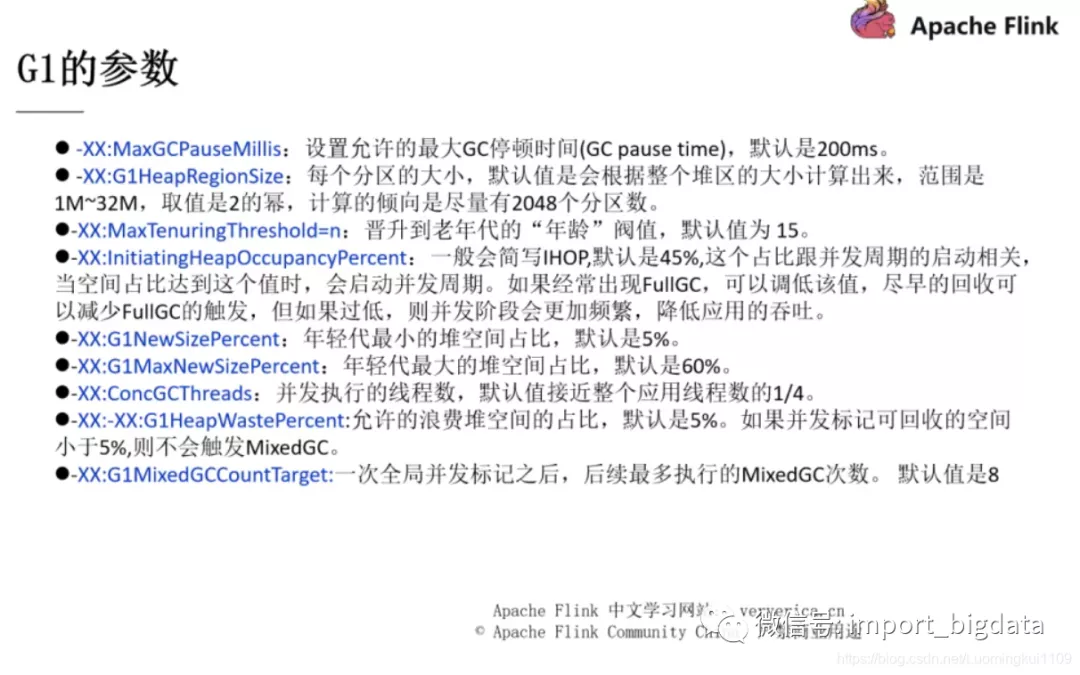 Apache Flink
G1的参数
● -XX:MaxGCPauseMillis：设置允许的最大GC停顿时间(GC pause time)，默认是200ms。
● -XX:G1HeapRegionSize：每个分区的大小，默认值是会根据整个堆区的大小计算出来，范围是
1M~32M，取值是2的幂，计算的倾向是尽量有2048个分区数。
●-XX:MaxTenuringThreshold=n：晋升到老年代的“年龄”阀值，默认值为 15。
●-XX:InitiatingHeapOccupancyPercent：一般会简写IHOP,默认是45%,这个占比跟并发周期的启动相关，
当空间占比达到这个值时，会启动并发周期。如果经常出现FullGC，可以调低该值，尽早的回收可
以减少FullGC的触发，但如果过低，则并发阶段会更加频繁，降低应用的吞吐。
●-XX:G1NewSizePercent：年轻代最小的堆空间占比，默认是5%。
●-XX:G1MaxNewSizePercent：年轻代最大的堆空间占比，默认是60%。
●-XX:ConcGCThreads：并发执行的线程数，默认值接近整个应用线程数的1/4。
●-XX:-XX:G1HeapWastePercent:允许的浪费堆空间的占比，默认是5%。如果并发标记可回收的空间
小于5%,则不会触发MixedGC。
●-XX:G1MixedGCCountTarget:一次全局并发标记之后，后续最多执行的MixedGC次数。 默认值是8
Apache Flink 中文学习网站 ververica.cn
© Apache Flink Community
微信号 import_bigdata
https://blog.csdn.net/Luomingkui1109